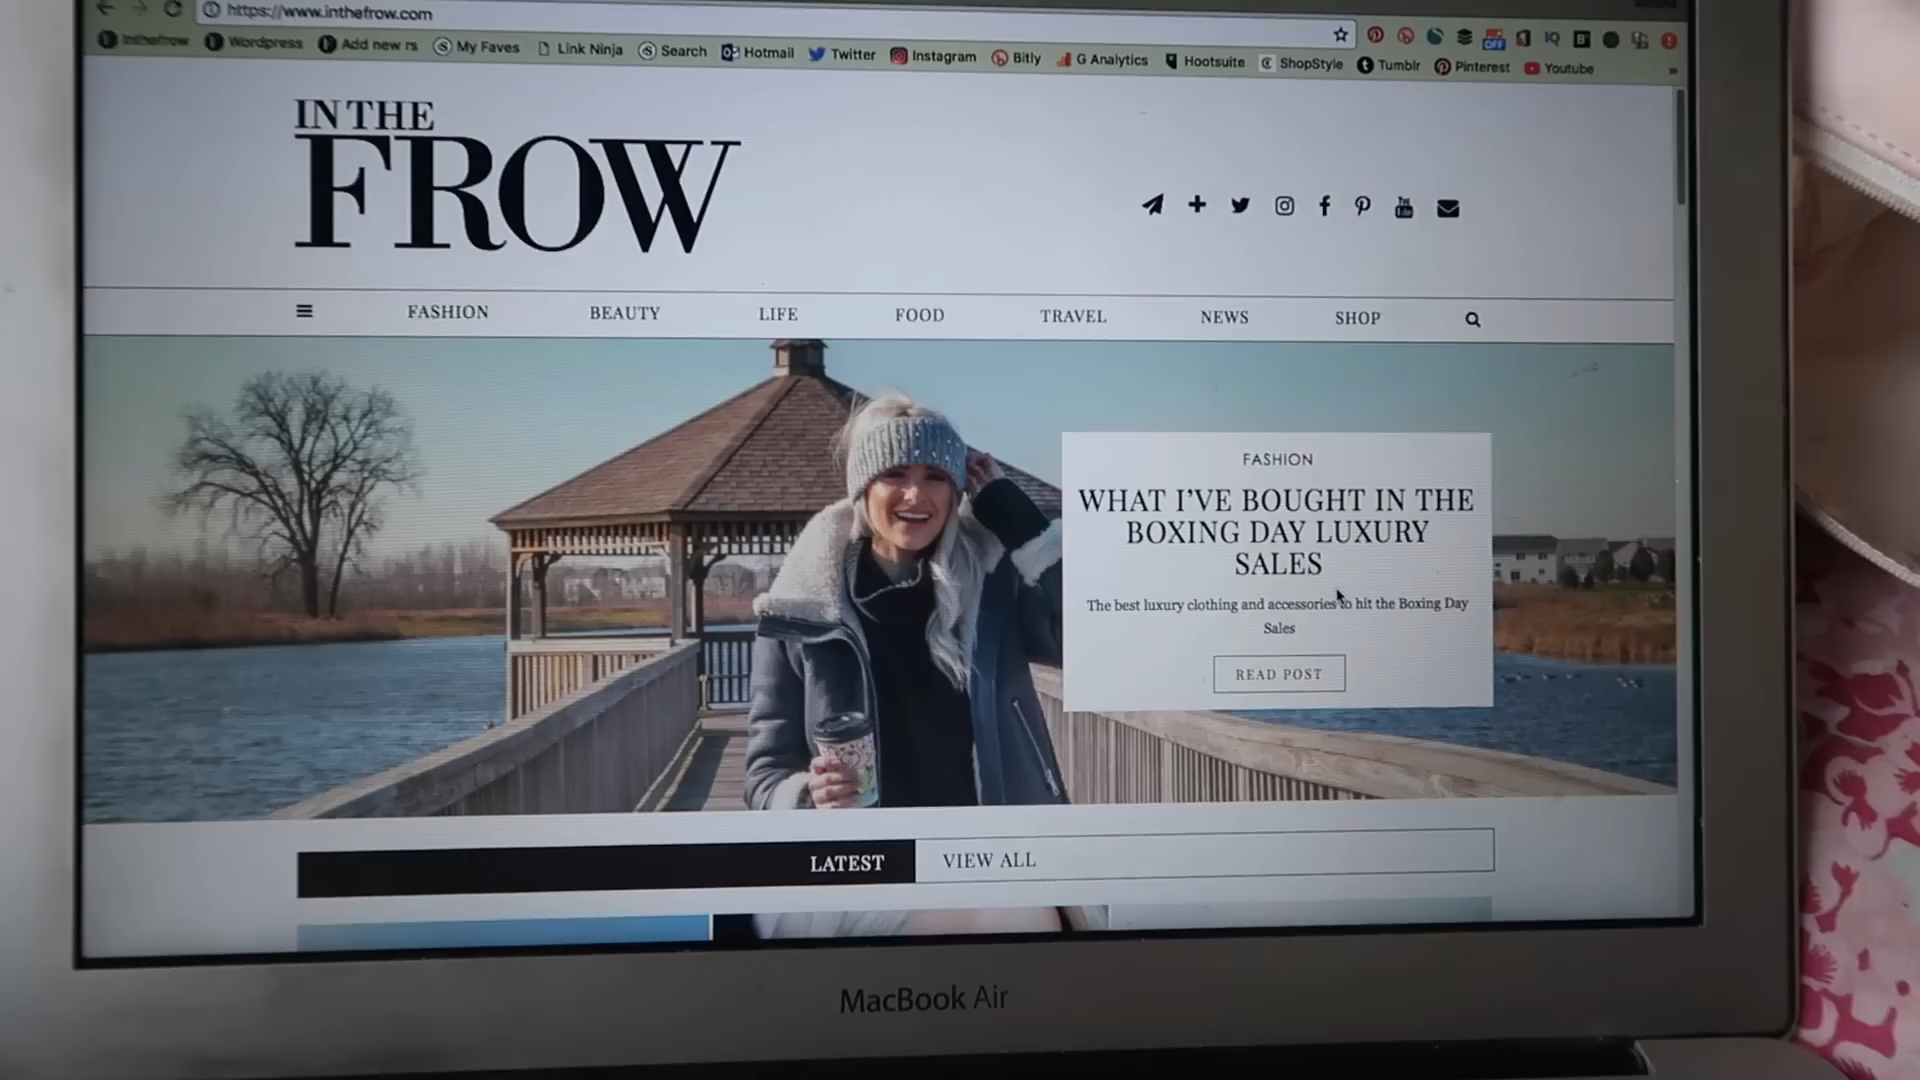 https://www.inthefrow.com
Inthefrow Wordpress Add new rs My Faves Link Ninja Search Hotmail Twitter Instagram Bitly G Analytics Hootsuite ShopStyle Tumblr Pinterest Youtube
OFF IQ
IN THE
FROW
FASHION BEAUTY LIFE FOOD TRAVEL NEWS SHOP
FASHION
WHAT I'VE BOUGHT IN THE
BOXING DAY LUXURY
SALES
The best luxury clothing and accessories to hit the Boxing Day
Sales
READ POST
LATEST VIEW ALL
MacBook Air